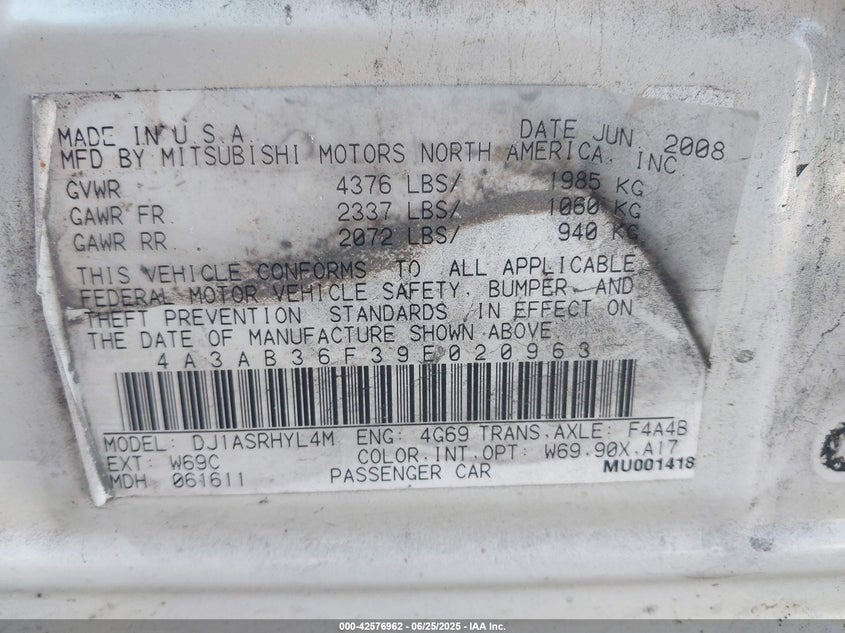 MADE IN U.S.A. DATE JUN 2008
MFD BY MITSUBISHI MOTORS NORTH AMERICA, INC
GVWR 4376 LBS/ 1985 KG
GAWR FR 2337 LBS/ 1060 KG
GAWR RR 2072 LBS/ 940 KG
THIS VEHICLE CONFORMS TO ALL APPLICABLE
FEDERAL MOTOR VEHICLE SAFETY, BUMPER, AND
THEFT PREVENTION STANDARDS IN EFFECT ON
THE DATE OF MANUFACTURE SHOWN ABOVE
4A3AB36F39E020963
MODEL: DJ1ASRHYL4M ENG: 4G69 TRANS.AXLE: F4A4B
EXT: W69C COLOR.INT.OPT: W69.90X.A17
MDH 061611 PASSENGER CAR MU001418
000-42576962 - 06/25/2025 - IAA Inc.